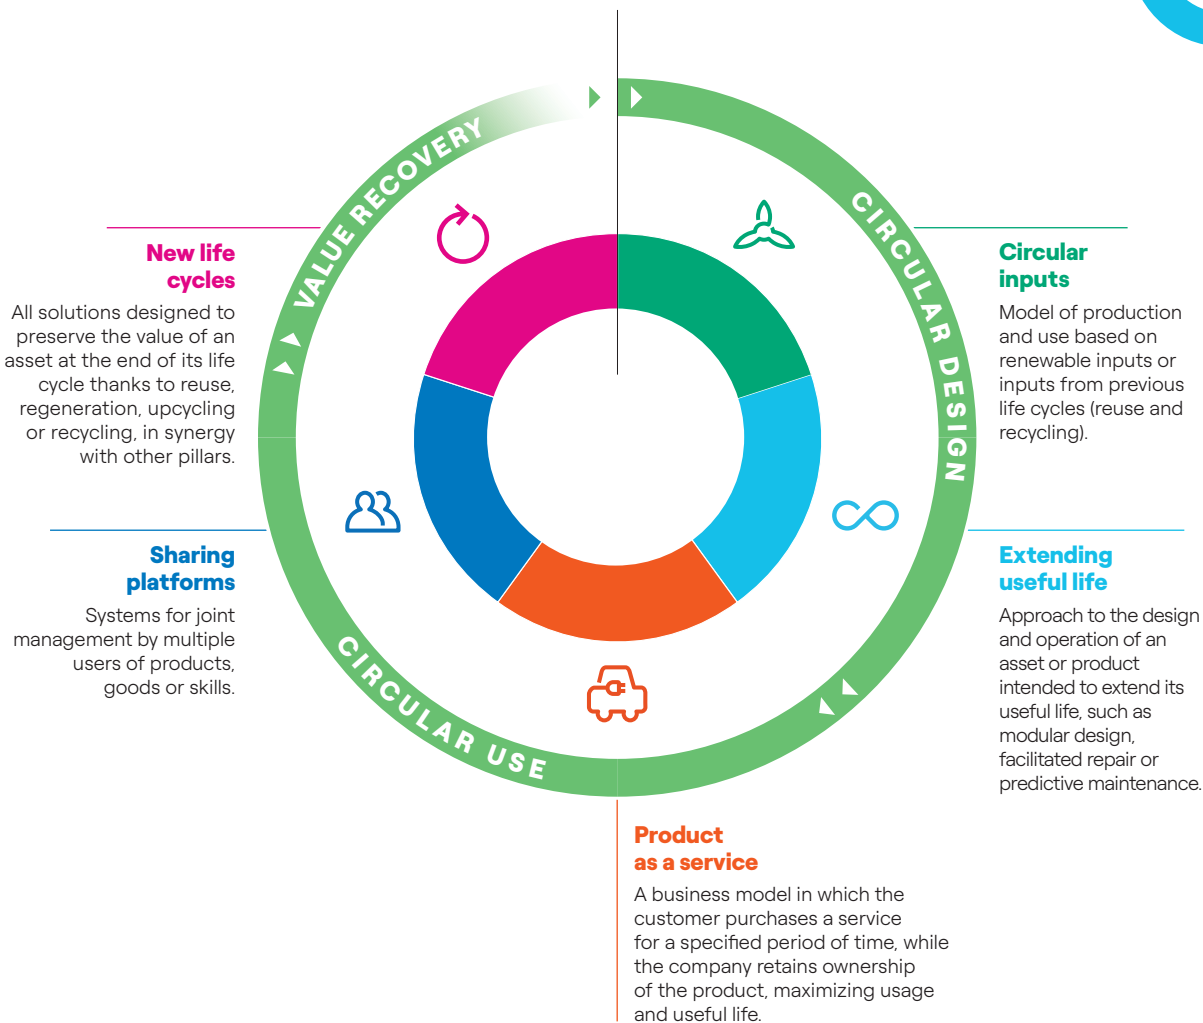 VALUE RECOVERY
CIRCULAR DESIGN
CIRCULAR USE
New life
cycles
All solutions designed to
preserve the value of an
asset at the end of its life
cycle thanks to reuse,
regeneration, upcycling
or recycling, in synergy
with other pillars.
Circular
inputs
Model of production
and use based on
renewable inputs or
inputs from previous
life cycles (reuse and
recycling).
Sharing
platforms
Systems for joint
management by multiple
users of products,
goods or skills.
Extending
useful life
Approach to the design
and operation of an
asset or product
intended to extend its
useful life, such as
modular design,
facilitated repair or
predictive maintenance.
Product
as a service
A business model in which the
customer purchases a service
for a specified period of time, while
the company retains ownership
of the product, maximizing usage
and useful life.